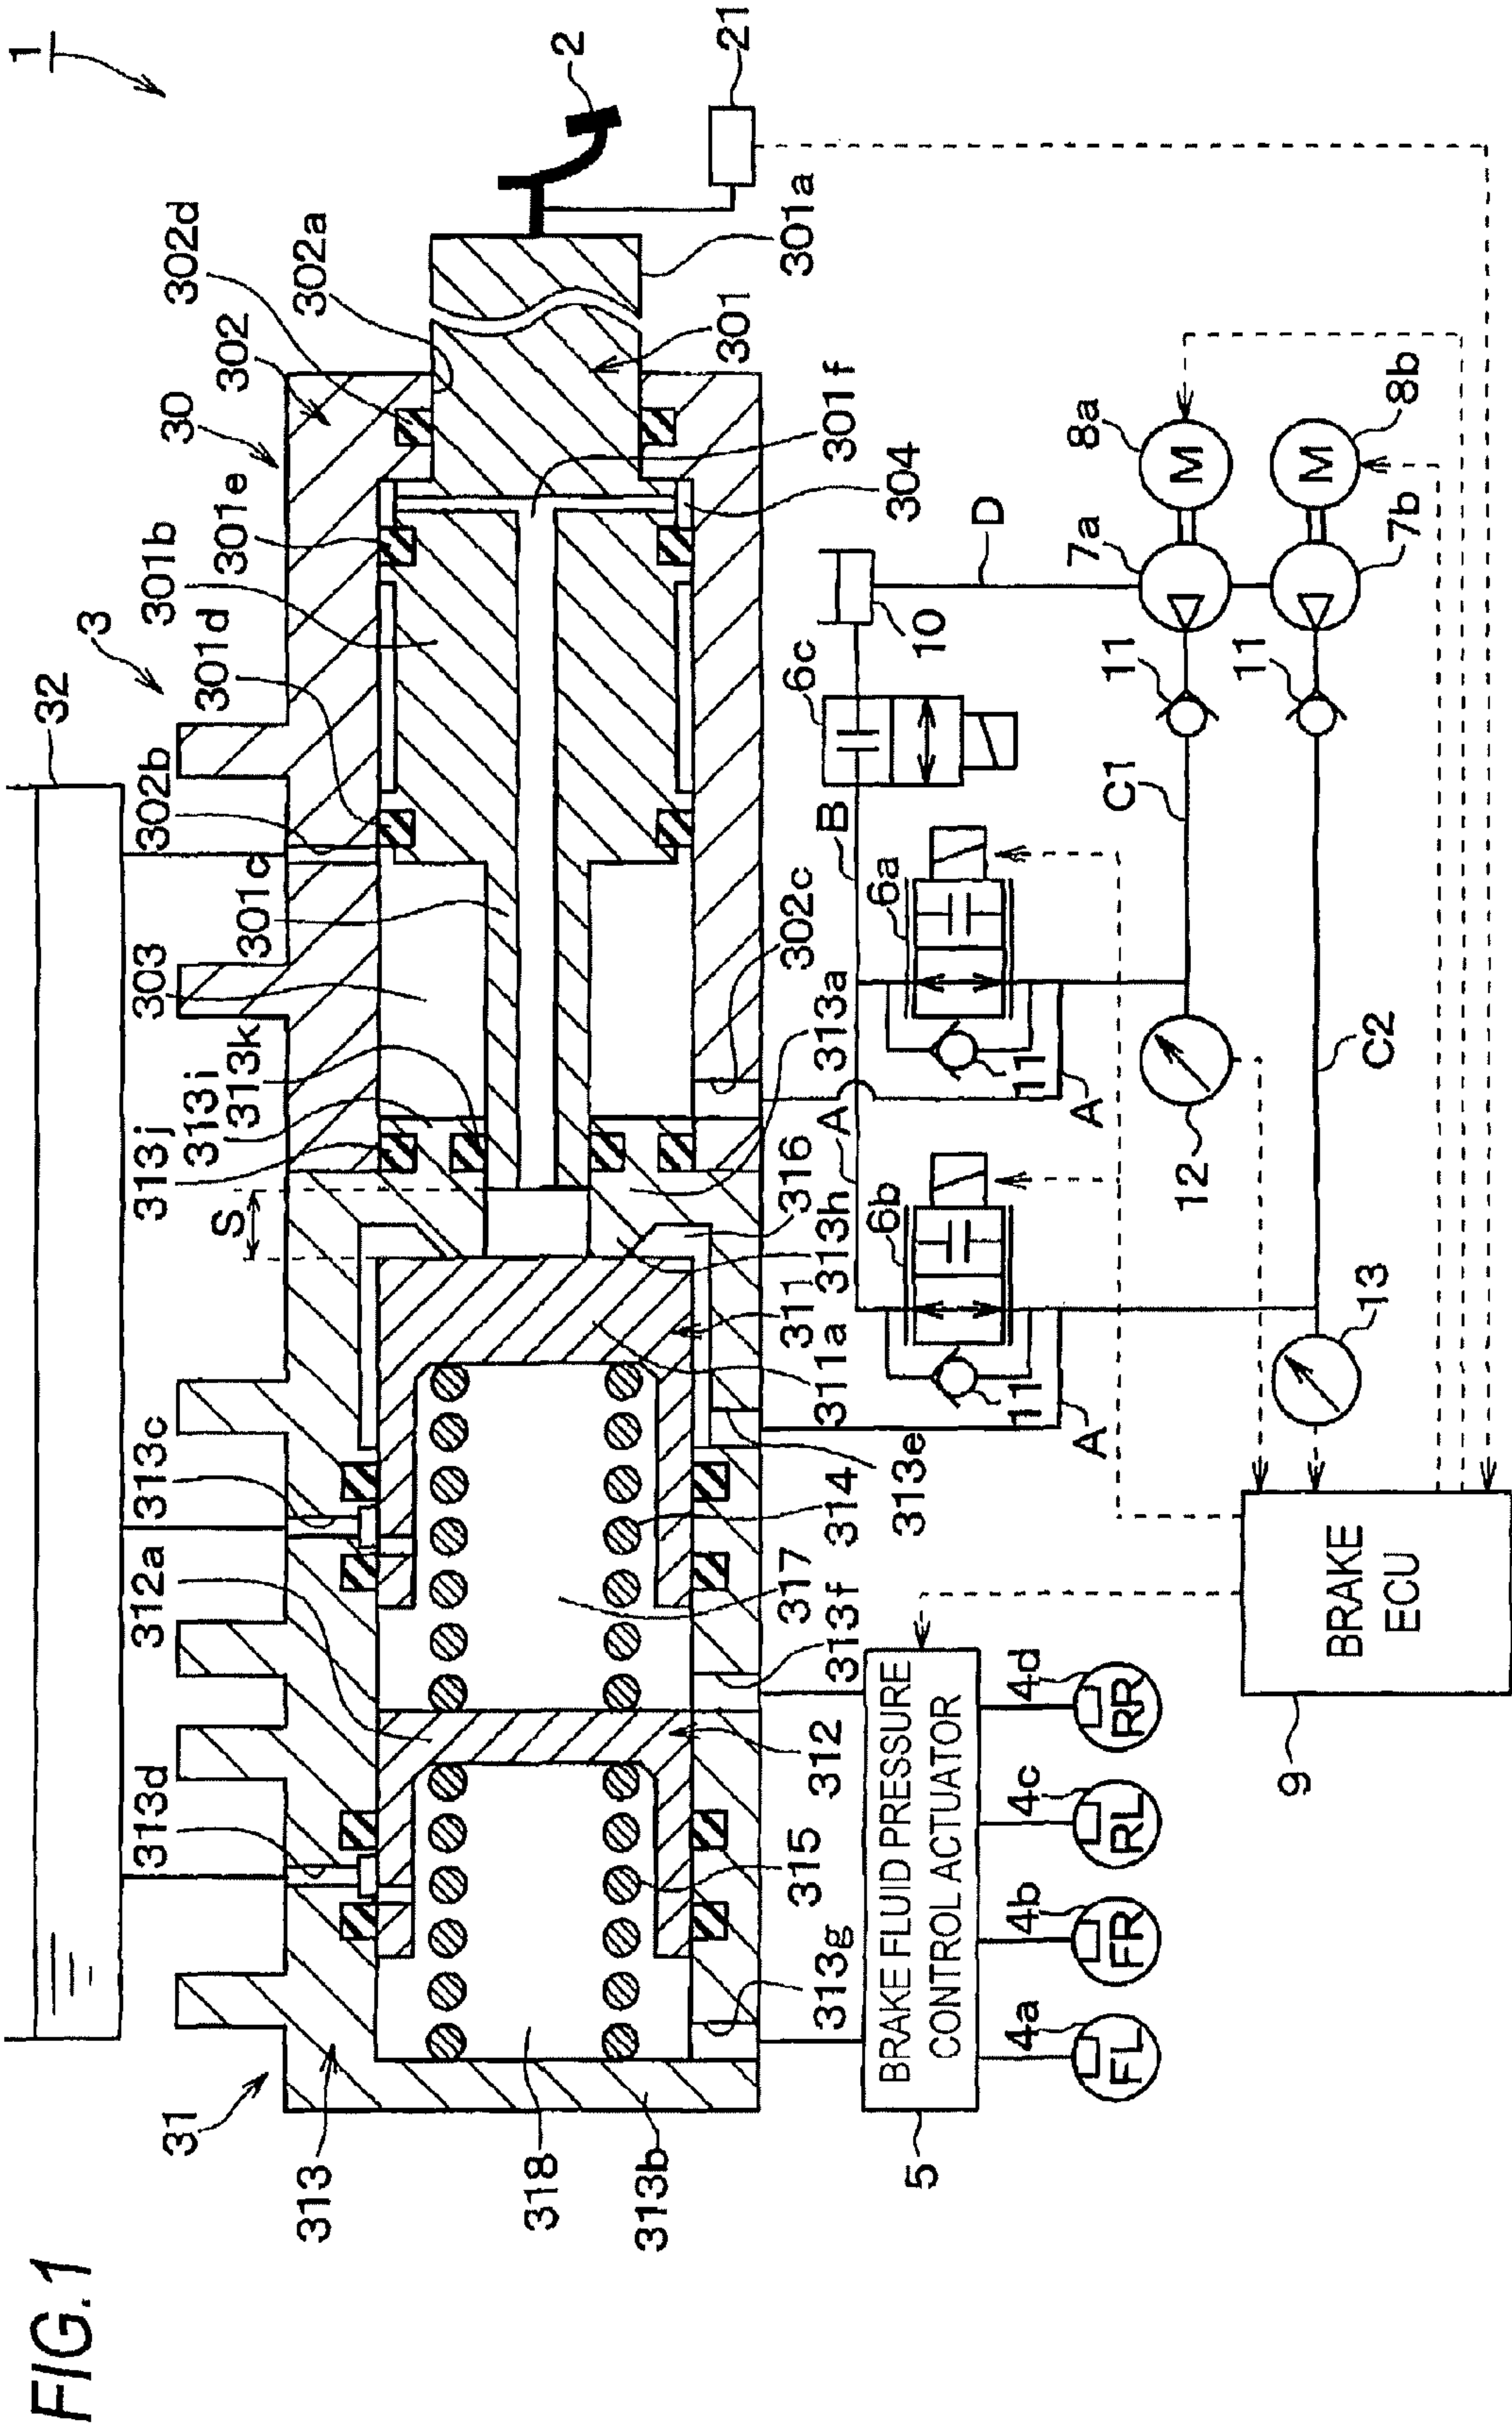 FIG.1
1
2
21
3
32
30
302
302d
302a
301a
301
301f
304
301b
301e
301d
302b
301c
303
313k
313i
313j
S
302c
313a
A
316
313h
311
311a
313e
314
317
313f
312
315
313g
313c
312a
313d
31
313
318
313b
6c
10
D
B
6a
11
A
6b
11
A
8a
M
8b
M
7a
7b
11
11
C1
C2
12
13
BRAKE
ECU
9
BRAKE FLUID PRESSURE
CONTROL ACTUATOR
5
4a
FL
4b
FR
4c
RL
4d
RR